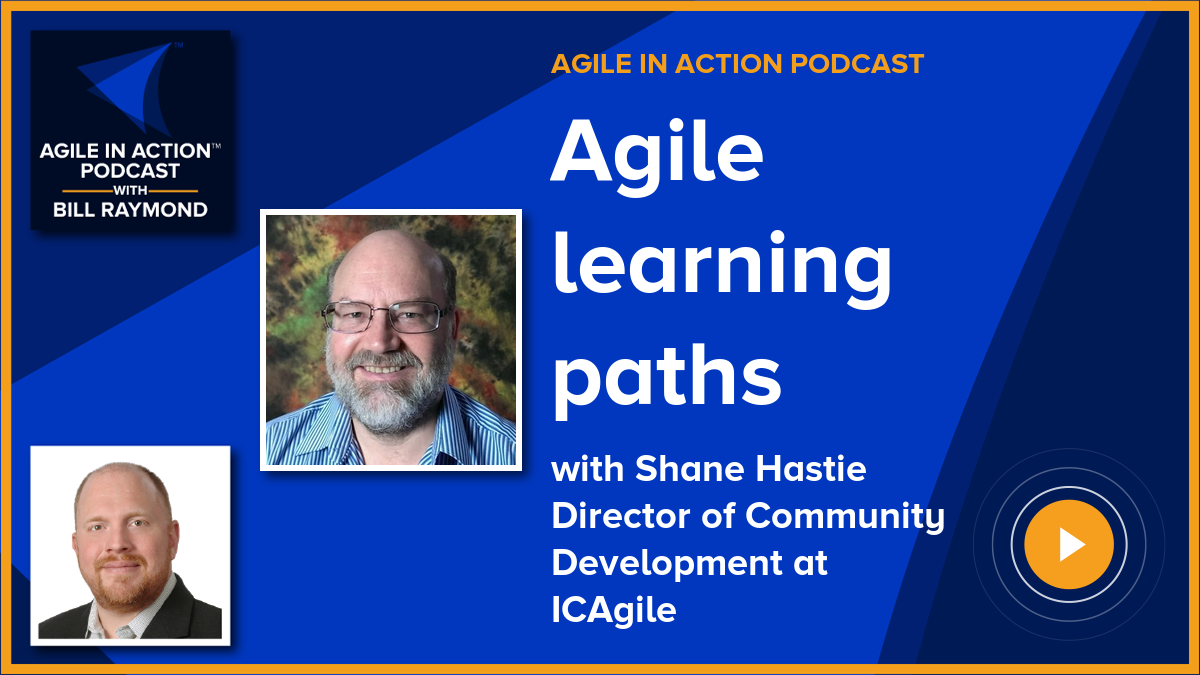 TM
AGILE IN ACTION™
PODCAST
WITH
BILL RAYMOND
AGILE IN ACTION PODCAST
Agile
learning
paths
with Shane Hastie
Director of Community
Development at
ICAgile